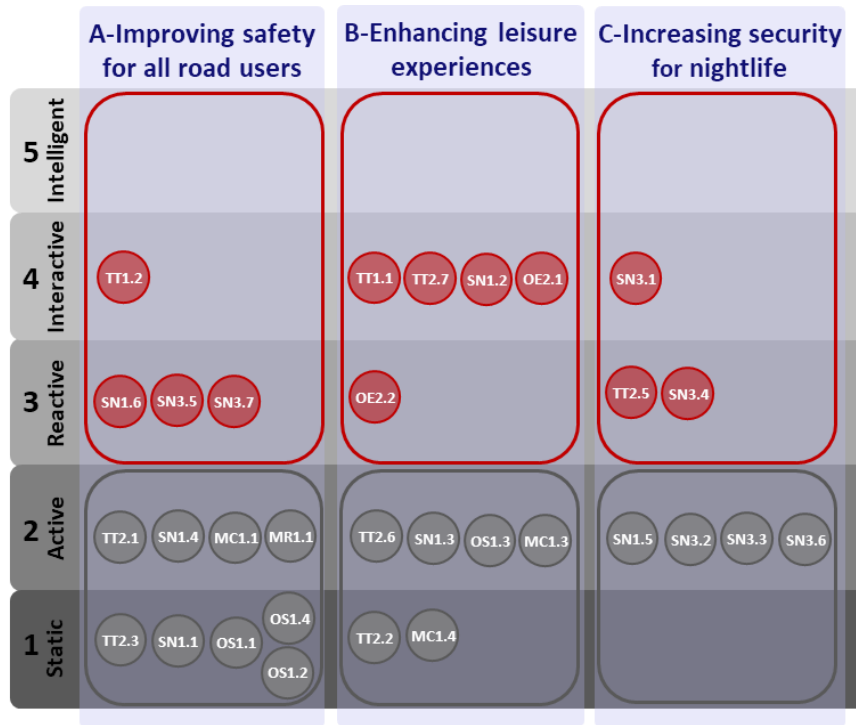 A-Improving safety
for all road users
B-Enhancing leisure
experiences
C-Increasing security
for nightlife
5
Intelligent
4
Interactive
TT1.2
TT1.1
TT2.7
SN1.2
OE2.1
SN3.1
3
Reactive
SN1.6
SN3.5
SN3.7
OE2.2
TT2.5
SN3.4
2
Active
TT2.1
SN1.4
MC1.1
MR1.1
TT2.6
SN1.3
OS1.3
MC1.3
SN1.5
SN3.2
SN3.3
SN3.6
1
Static
TT2.3
SN1.1
OS1.1
OS1.4
OS1.2
TT2.2
MC1.4